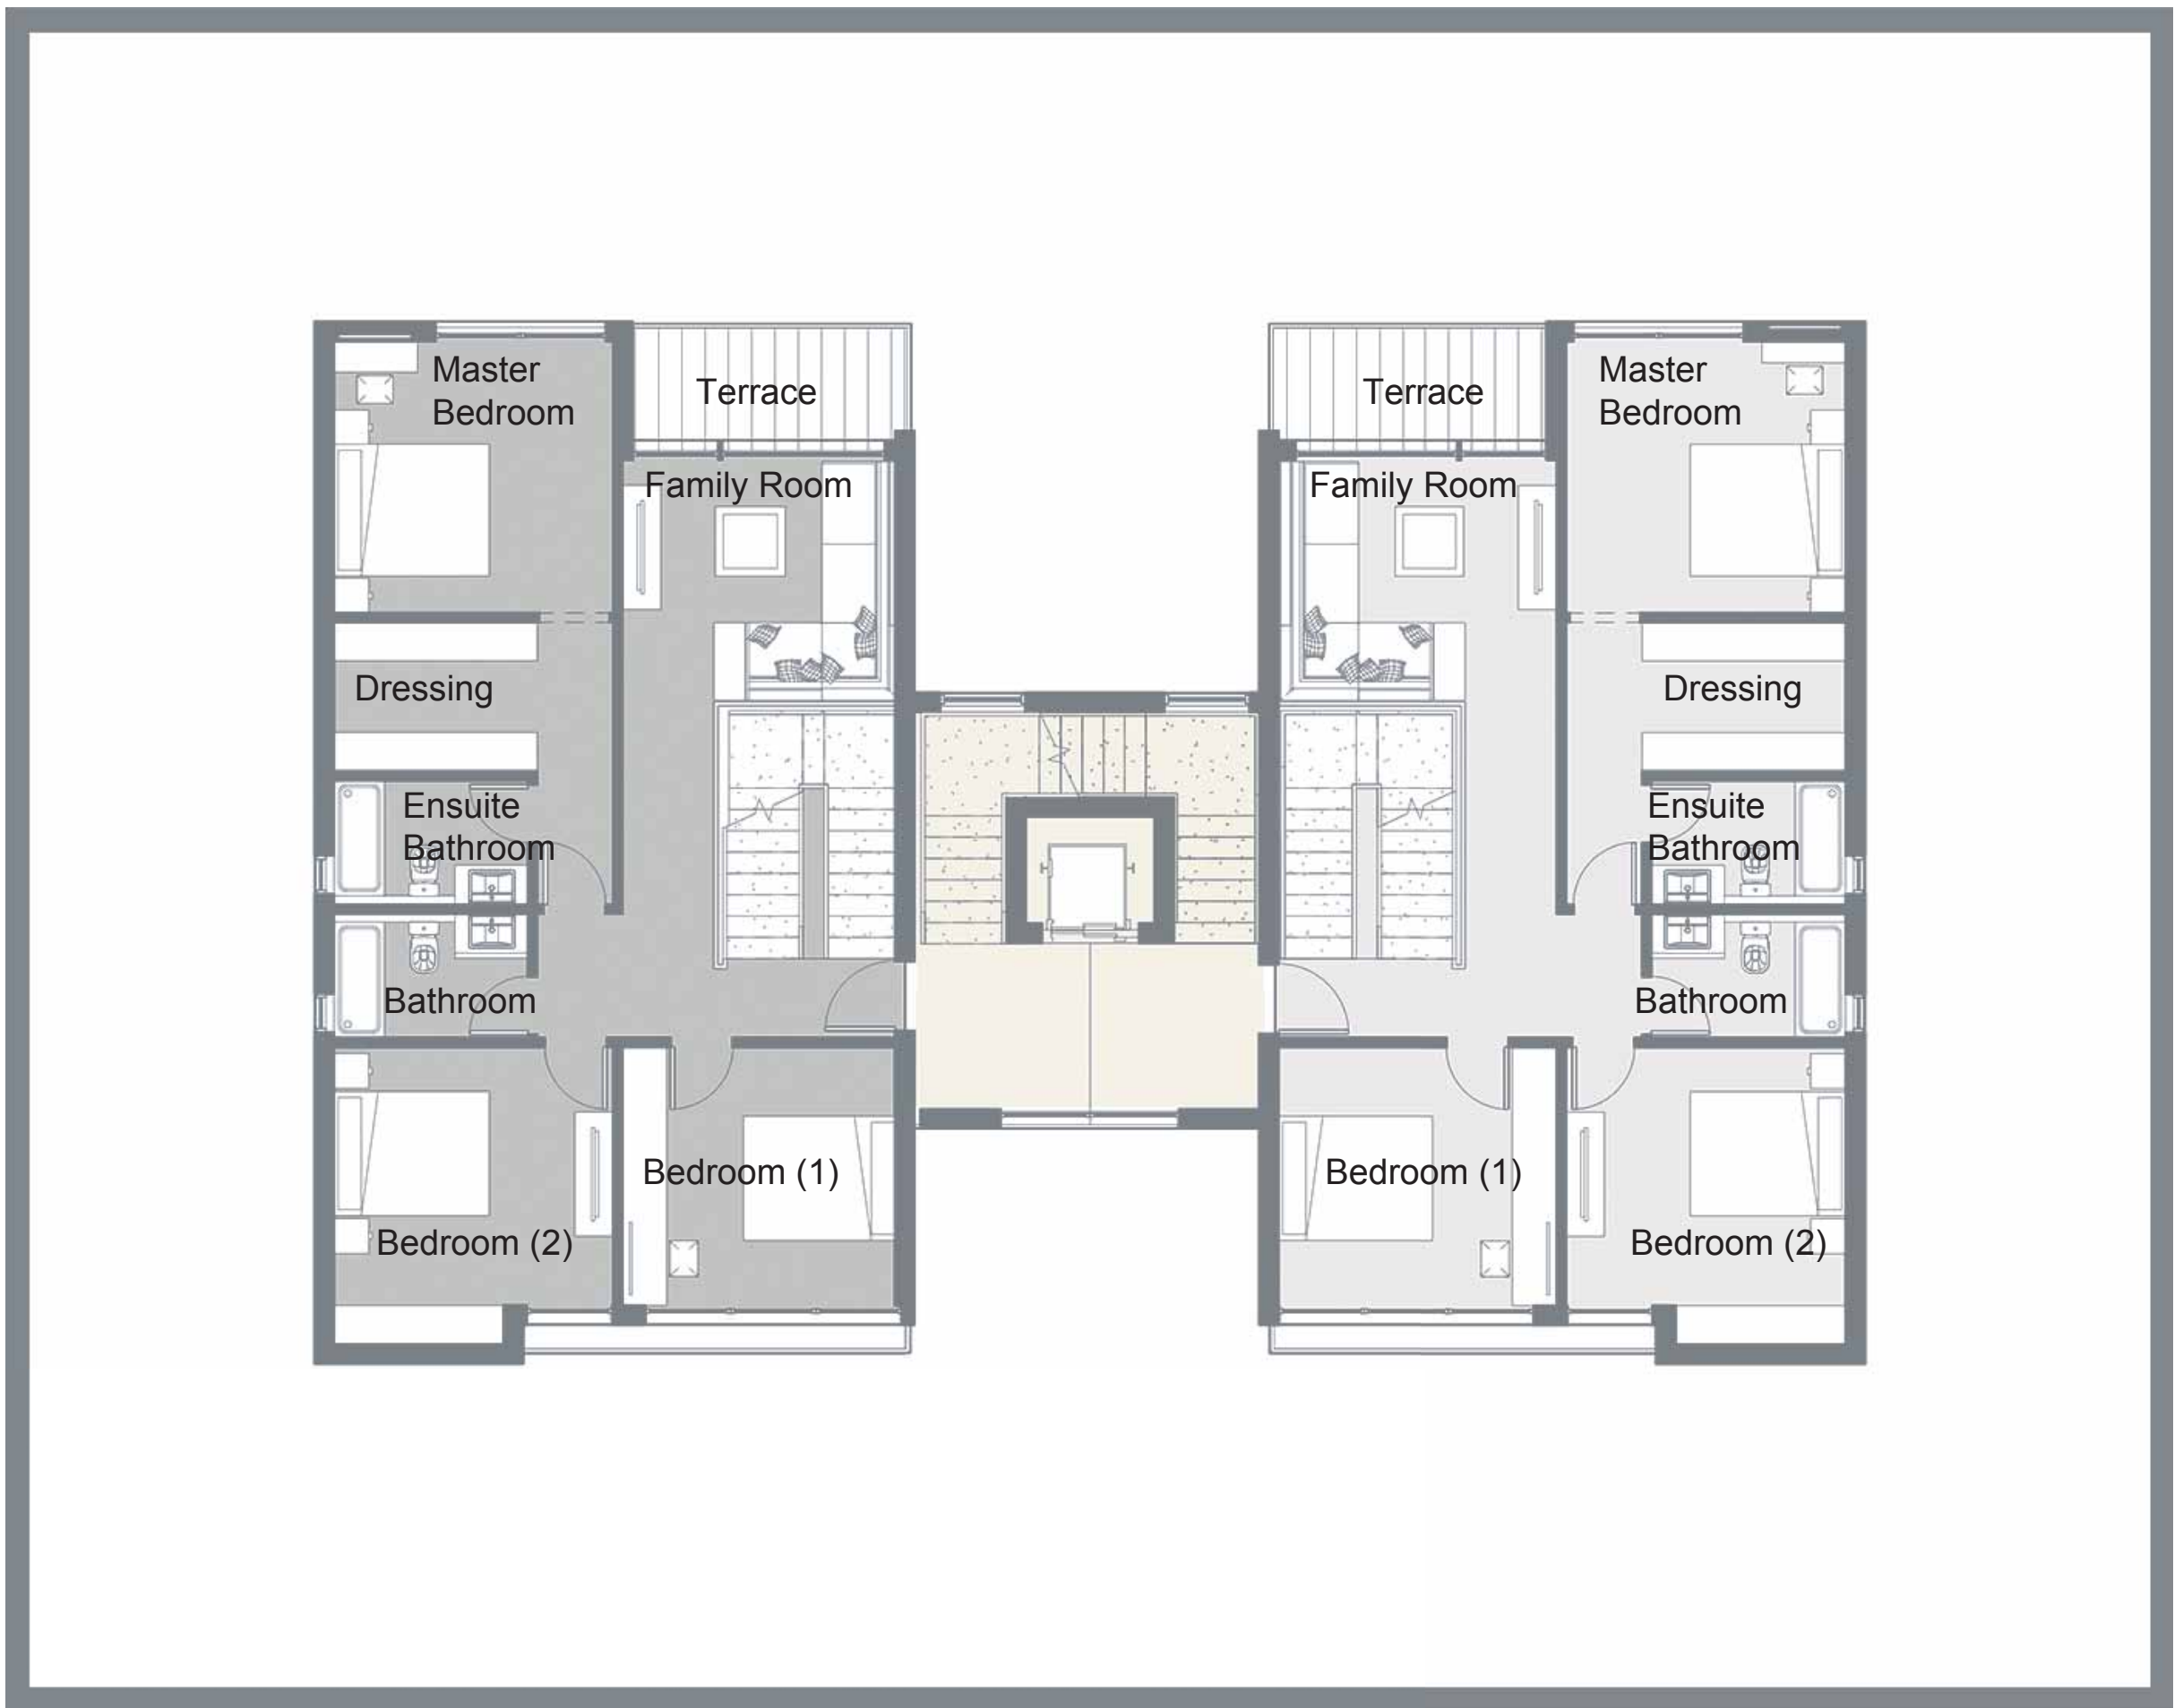 Master
Bedroom
Terrace
Terrace
Master
Bedroom
Family Room
Family Room
Dressing
Dressing
Ensuite
Bathroom
Ensuite
Bathroom
Bathroom
Bathroom
Bedroom (1)
Bedroom (1)
Bedroom (2)
Bedroom (2)